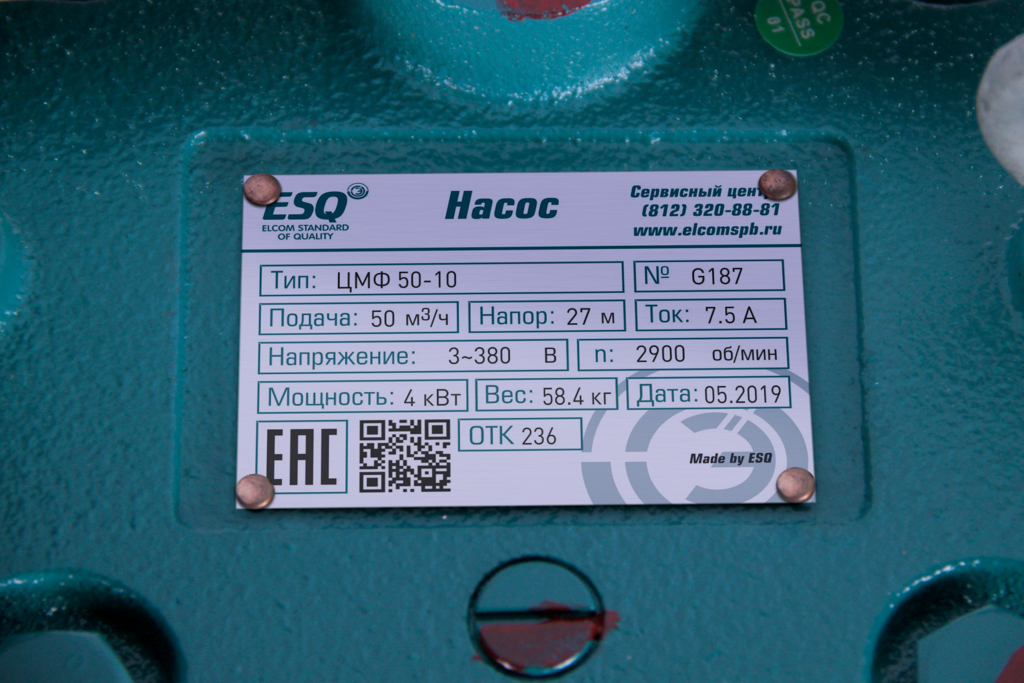 QC
PASS
01
ESQ
ELCOM STANDARD
OF QUALITY
Насос
Сервисный цент
(812) 320-88-81
www.elcomspb.ru
Тип: ЦМФ 50-10
№ G187
Подача: 50 м³/ч
Напор: 27 м
Ток: 7.5 А
Напряжение: 3~380 В
n: 2900 об/мин
Мощность: 4 кВт
Вес: 58.4 кг
Дата: 05.2019
ЕАС
ОТК 236
Made by ESQ